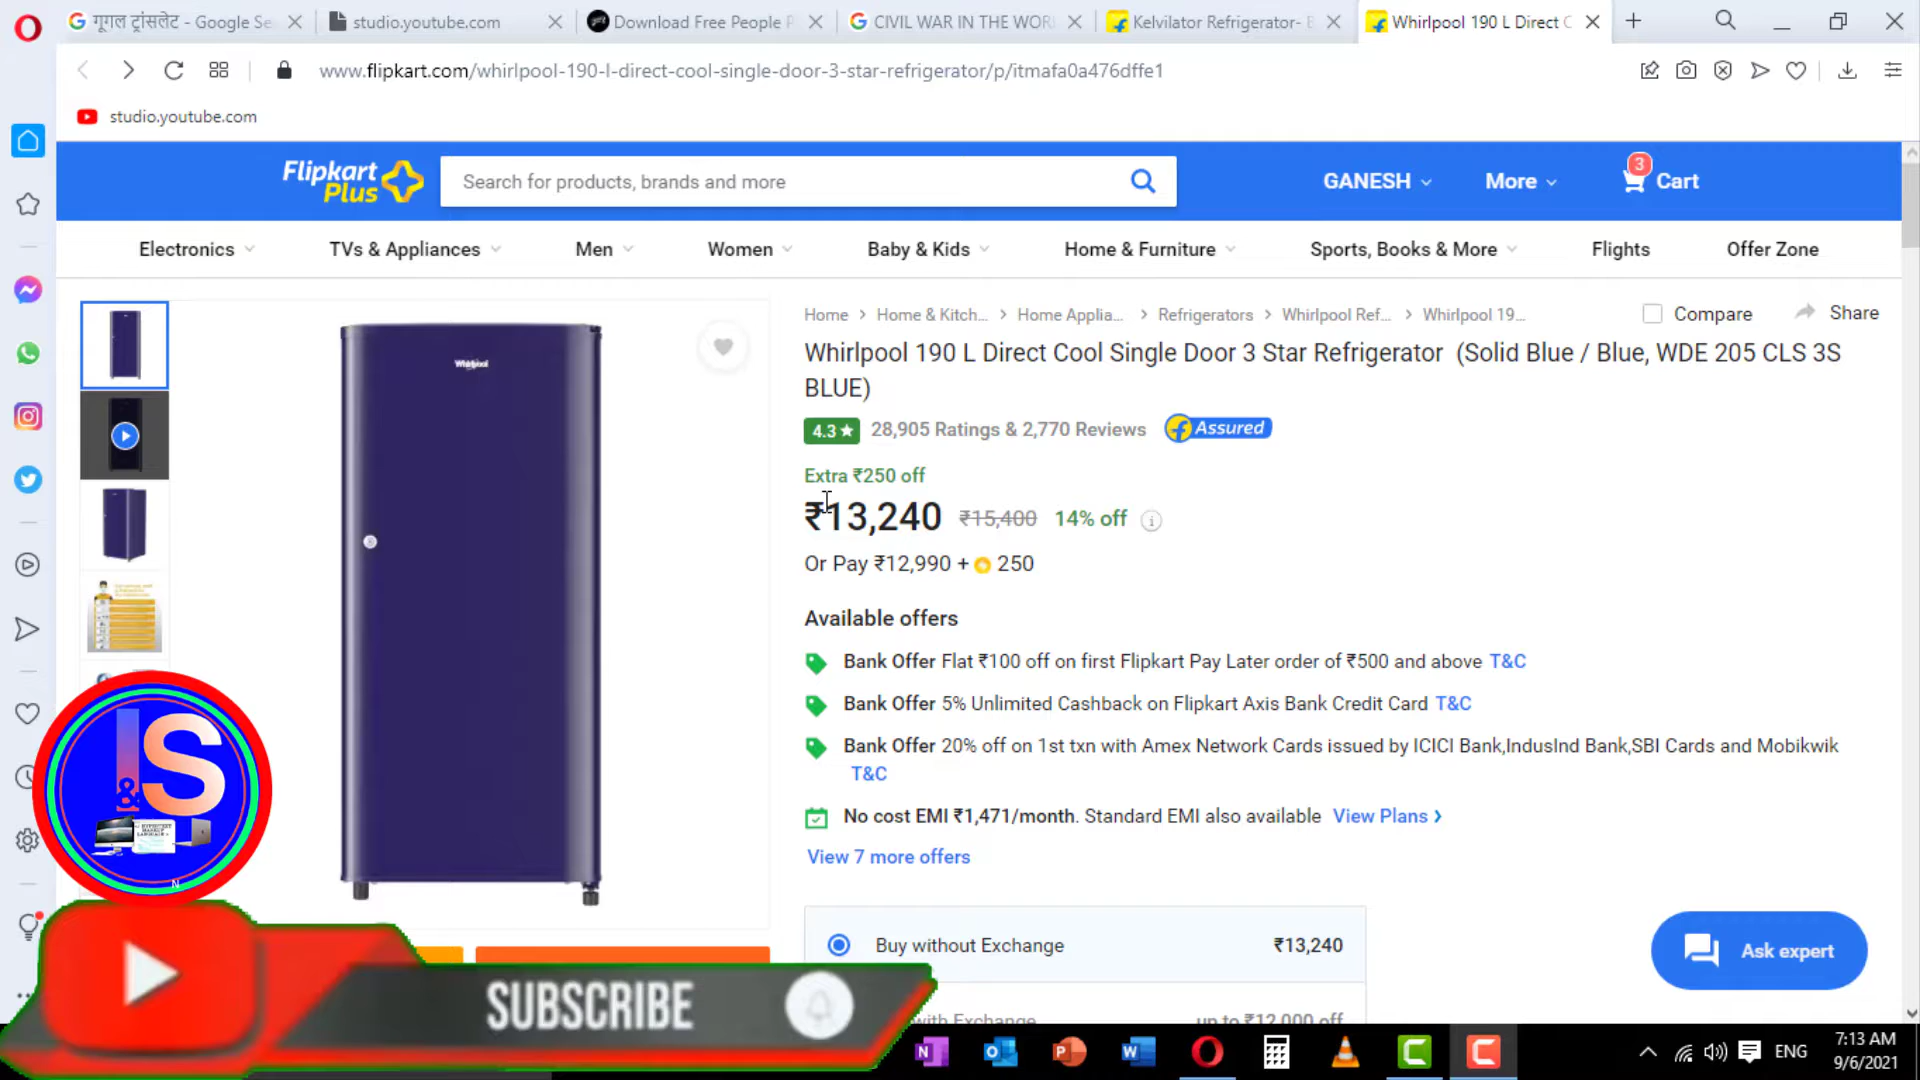 गूगल ट्रांसलेट - Google Se
studio.youtube.com
Download Free People P
CIVIL WAR IN THE WOR
Kelvilator Refrigerator- B
Whirlpool 190 L Direct C
www.flipkart.com/whirlpool-190-l-direct-cool-single-door-3-star-refrigerator/p/itmafa0a476dffe1
studio.youtube.com
Flipkart
Plus
Search for products, brands and more
GANESH
More
3
Cart
Electronics
TVs & Appliances
Men
Women
Baby & Kids
Home & Furniture
Sports, Books & More
Flights
Offer Zone
Home
Home & Kitch...
Home Applia...
Refrigerators
Whirlpool Ref...
Whirlpool 19...
Compare
Share
Whirlpool
Whirlpool 190 L Direct Cool Single Door 3 Star Refrigerator (Solid Blue / Blue, WDE 205 CLS 3S
BLUE)
4.3 ★
28,905 Ratings & 2,770 Reviews
Assured
Extra ₹250 off
₹13,240 ₹15,400 14% off
Or Pay ₹12,990 + 250
Available offers
Bank Offer Flat ₹100 off on first Flipkart Pay Later order of ₹500 and above T&C
Bank Offer 5% Unlimited Cashback on Flipkart Axis Bank Credit Card T&C
Bank Offer 20% off on 1st txn with Amex Network Cards issued by ICICI Bank,IndusInd Bank,SBI Cards and Mobikwik
T&C
No cost EMI ₹1,471/month. Standard EMI also available View Plans
View 7 more offers
Buy without Exchange ₹13,240
with Exchange up to ₹12,000 off
Ask expert
I&S
N
SUBSCRIBE
ENG
7:13 AM
9/6/2021